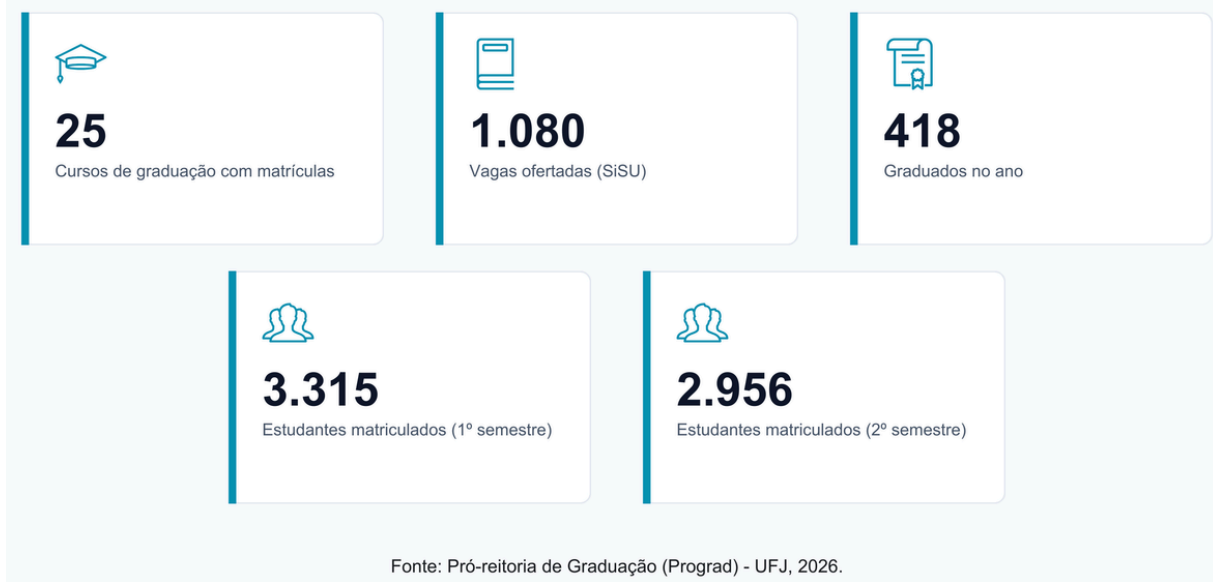 25
Cursos de graduação com matrículas
1.080
Vagas ofertadas (SiSU)
418
Graduados no ano
3.315
Estudantes matriculados (1º semestre)
2.956
Estudantes matriculados (2º semestre)
Fonte: Pró-reitoria de Graduação (Prograd) - UFJ, 2026.